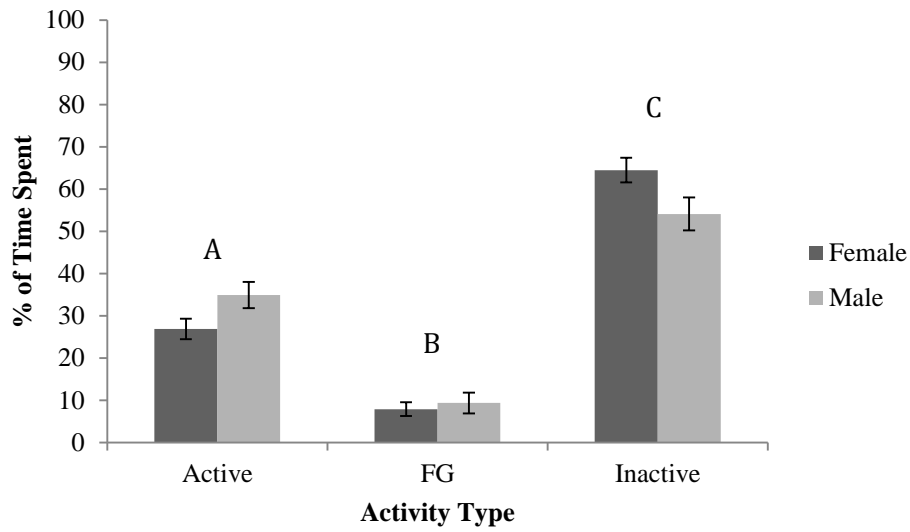 100
90
80
70
60
50
40
30
20
10
0
% of Time Spent
A
B
C
Active
FG
Inactive
Activity Type
Female
Male